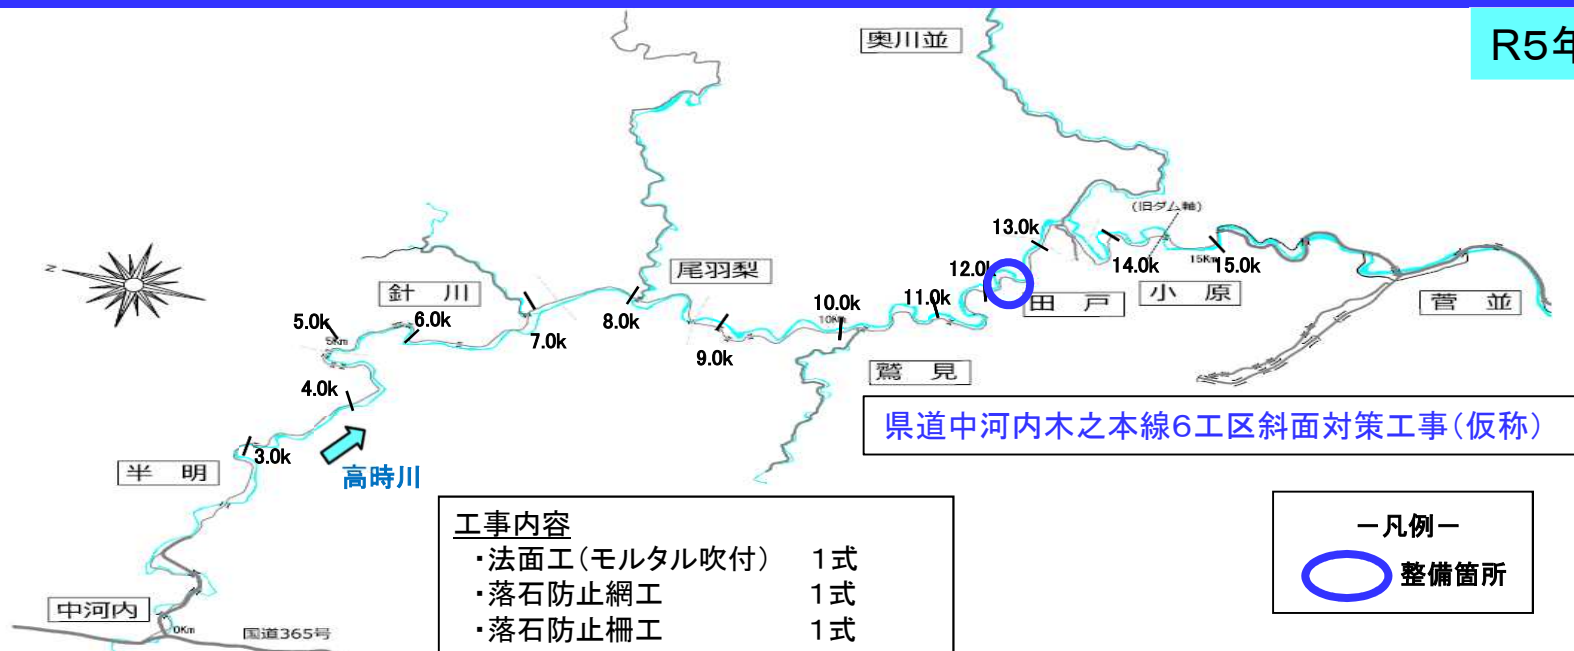 R5年
奥川並
(旧ダム軸)
13.0k
14.0k
15Km
15.0k
12.0k
尾羽梨
針 川
田 戸
小 原
菅 並
10.0k
10Km
11.0k
5.0k
5Km
6.0k
7.0k
8.0k
9.0k
鷲 見
4.0k
県道中河内木之本線6工区斜面対策工事(仮称)
3.0k
半 明
高時川
工事内容
・法面工(モルタル吹付) 1式
・落石防止網工 1式
・落石防止柵工 1式
-凡例-
整備箇所
中河内
0Km
国道365号
N